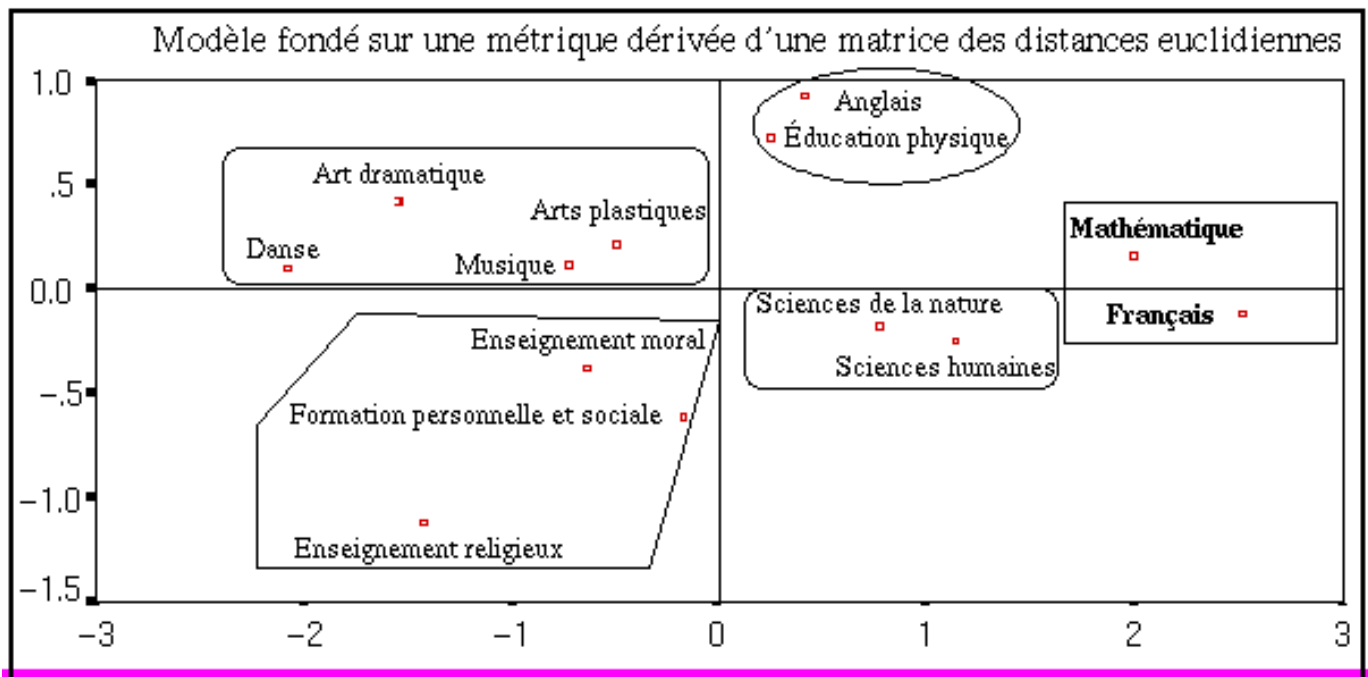 Modèle fondé sur une métrique dérivée d'une matrice des distances euclidiennes
1.0
Anglais
Éducation physique
.5
Art dramatique
Arts plastiques
Danse
Musique
Mathématique
0.0
Sciences de la nature
Français
Enseignement moral
Sciences humaines
-.5
Formation personnelle et sociale
-1.0
Enseignement religieux
-1.5
-3 -2 -1 0 1 2 3